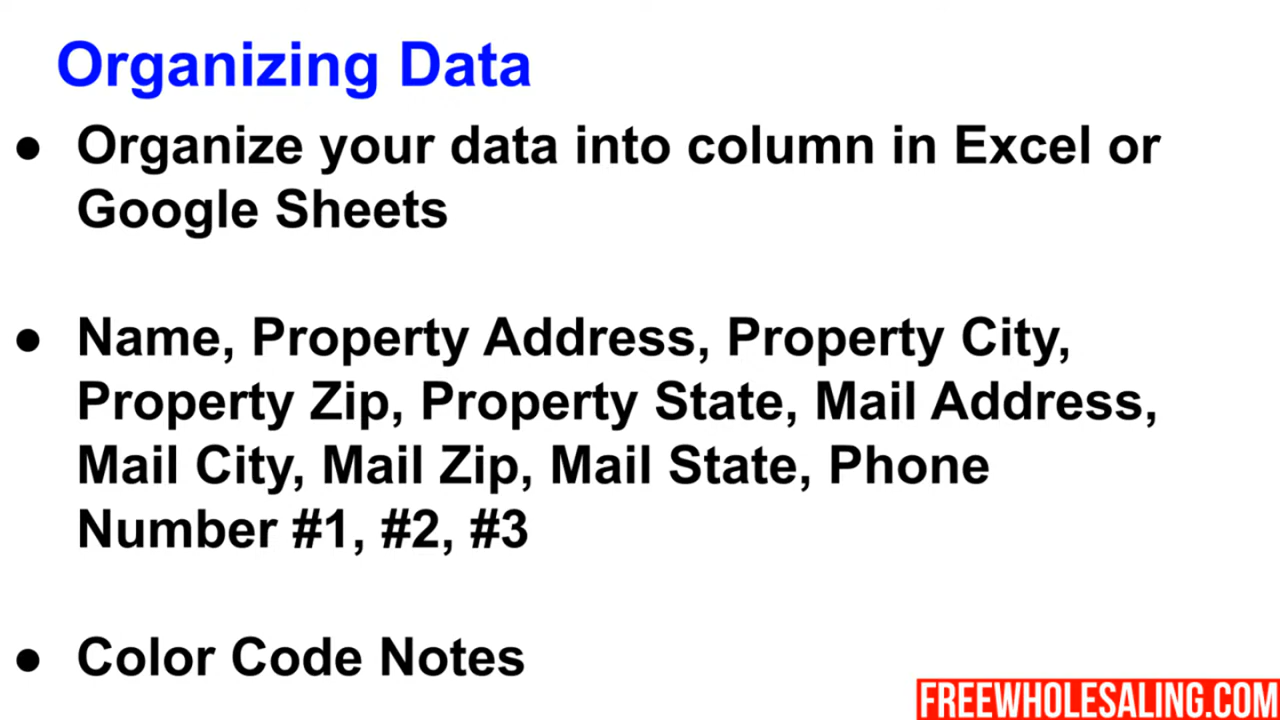 Organizing Data
● Organize your data into column in Excel or
Google Sheets
● Name, Property Address, Property City,
Property Zip, Property State, Mail Address,
Mail City, Mail Zip, Mail State, Phone
Number #1, #2, #3
● Color Code Notes
FREEWHOLESALING.COM